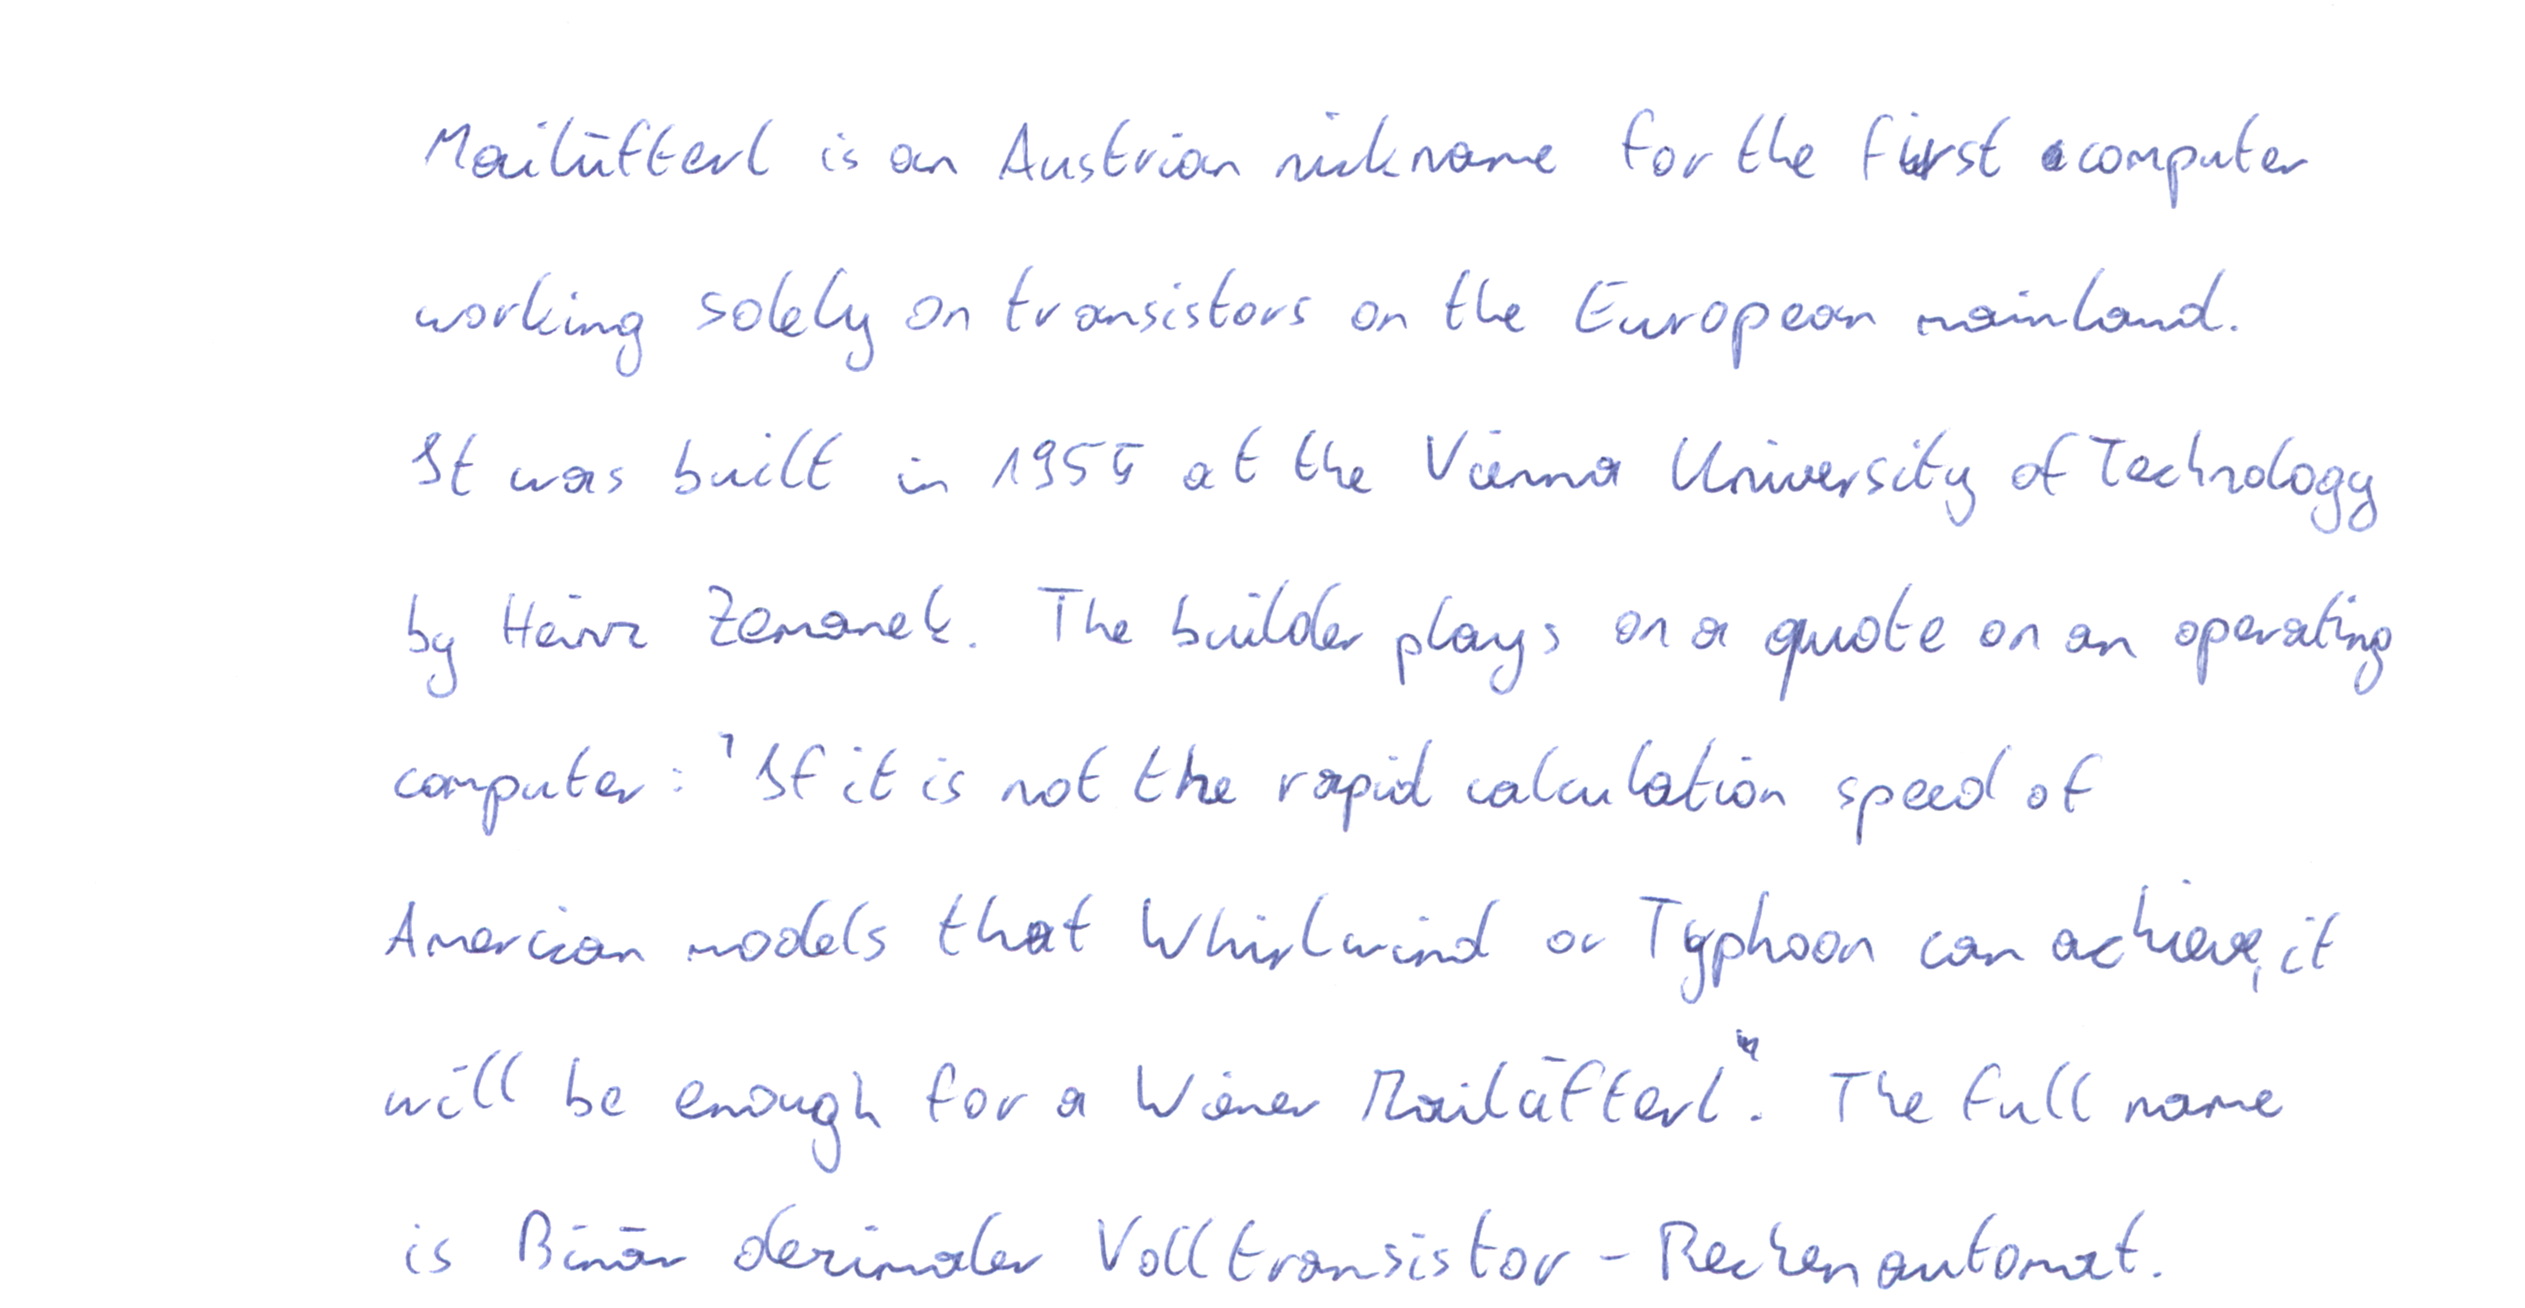 Mailüfterl is an Austrian nickname for the first computer
working solely on transistors on the European mainland.
It was built in 1955 at the Vienna University of Technology
by Heinz Zemanek. The builder plays on a quote on an operating
computer: "If it is not the rapid calculation speed of
Amercian models that Whirlwind or Typhoon can achieve, it
will be enough for a Wiener Mailüfterl". The full name
is Binär dezimaler Volltransistor-Rechenautomat.